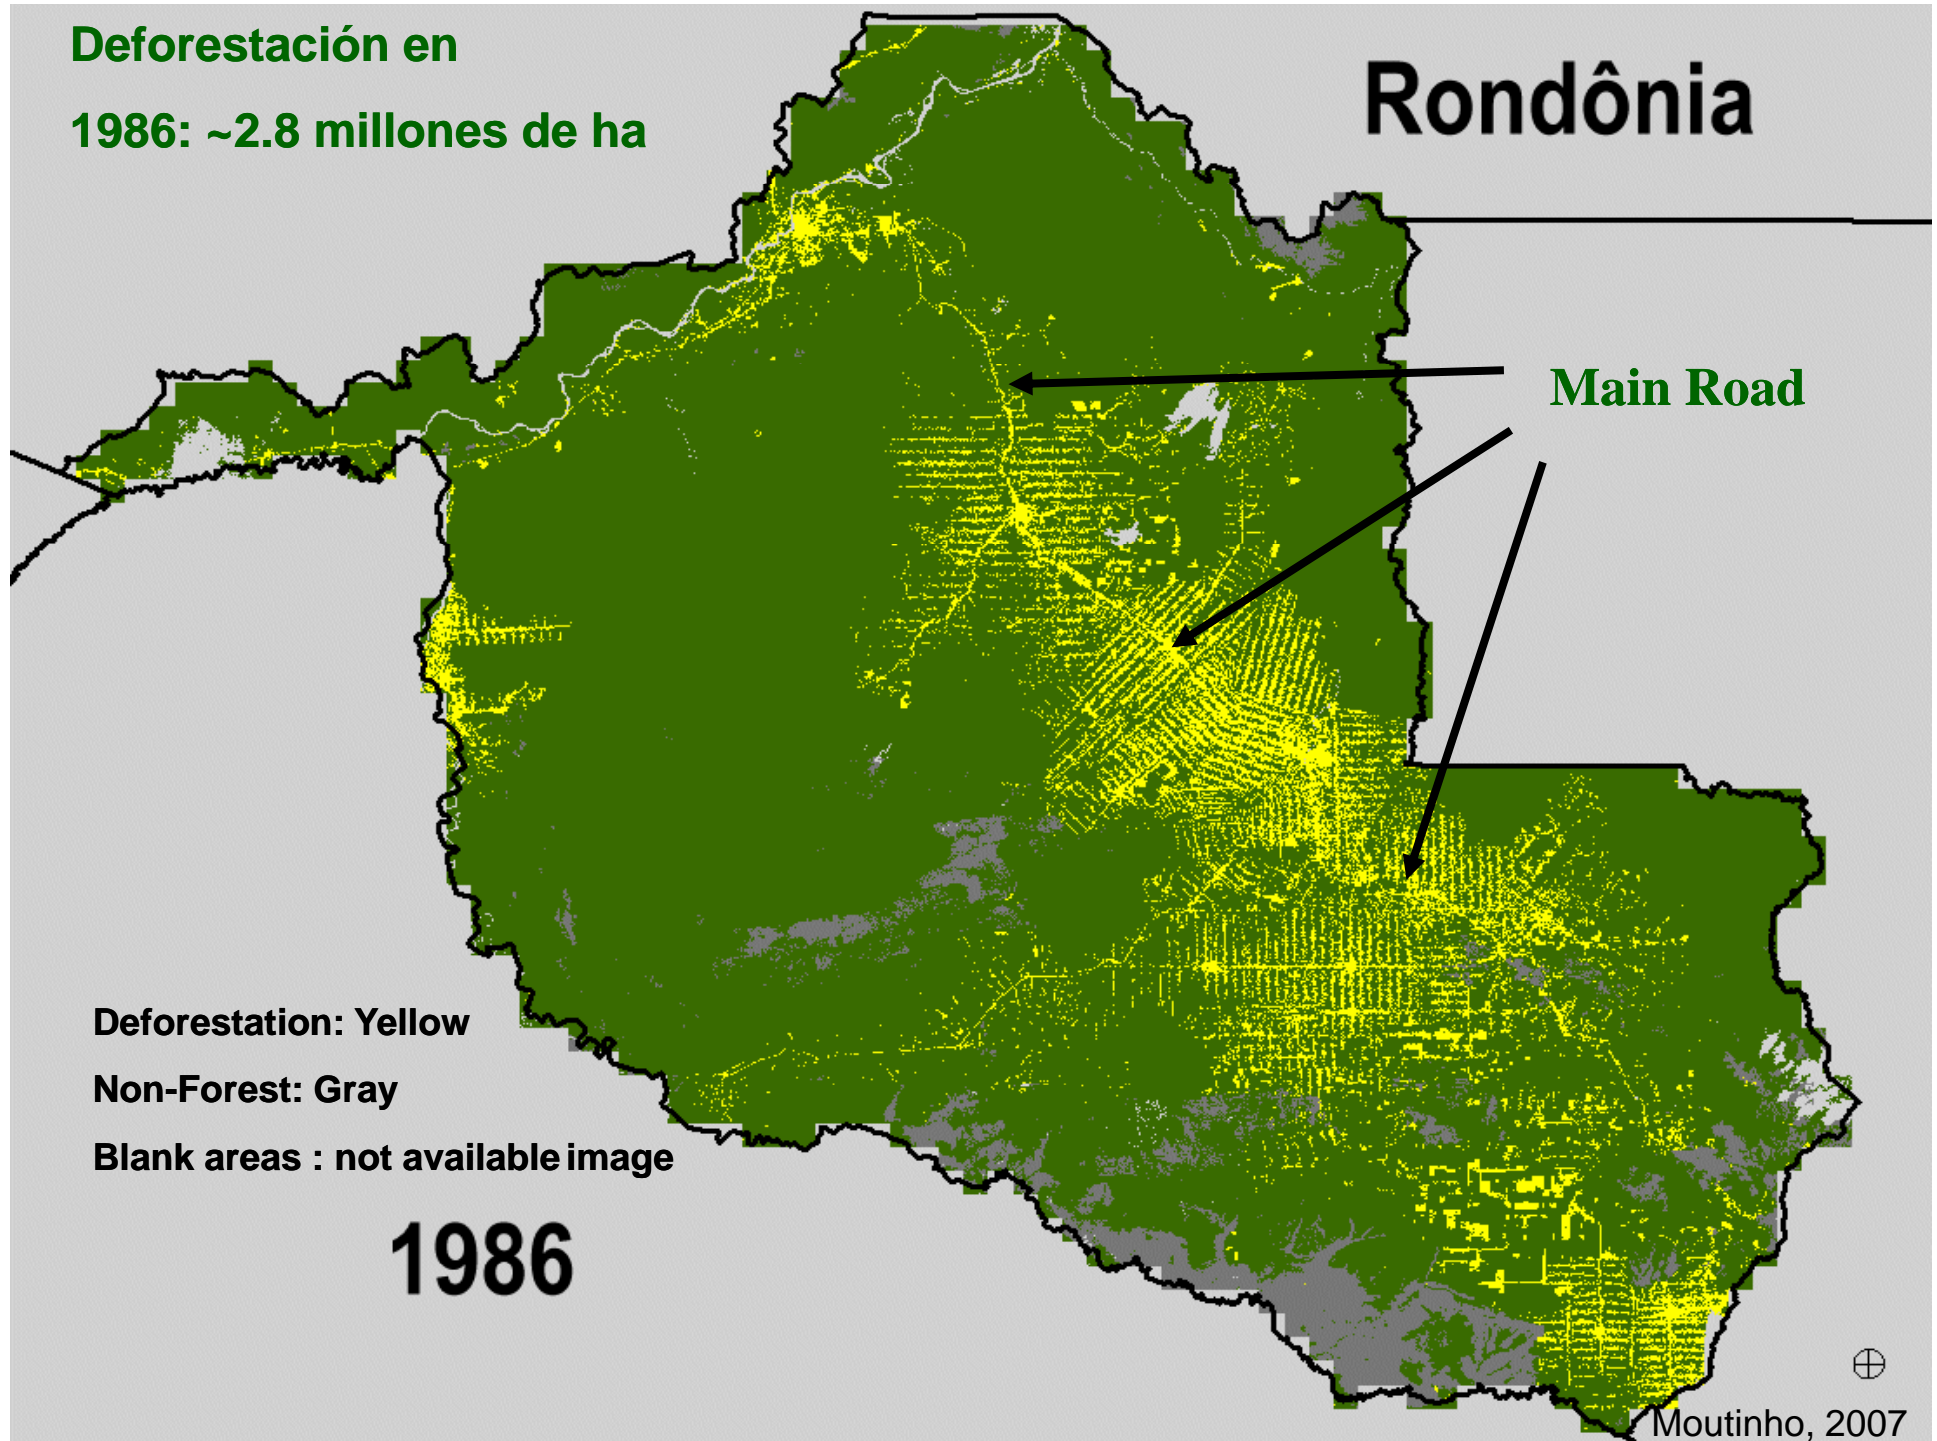 Deforestación en
1986: ~2.8 millones de ha
Rondônia
Main Road
Deforestation: Yellow
Non-Forest: Gray
Blank areas : not available image
1986
Moutinho, 2007